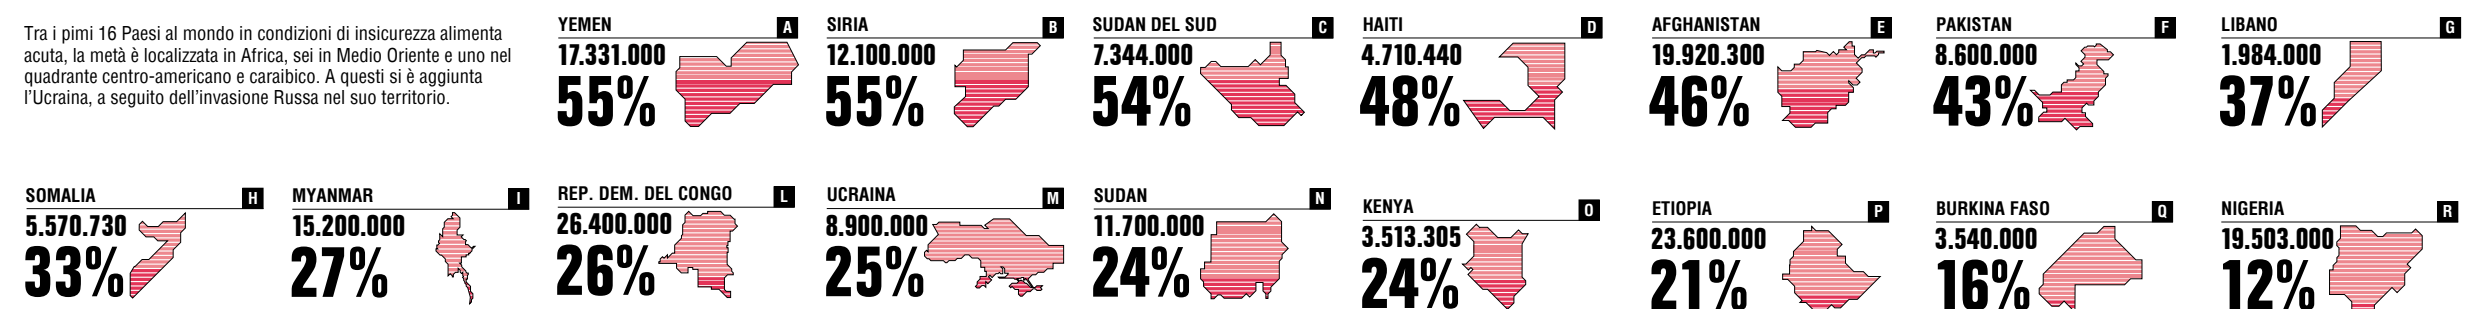 Tra i pimi 16 Paesi al mondo in condizioni di insicurezza alimenta
acuta, la metà è localizzata in Africa, sei in Medio Oriente e uno nel
quadrante centro-americano e caraibico. A questi si è aggiunta
l'Ucraina, a seguito dell'invasione Russa nel suo territorio.
YEMEN A
17.331.000
55%
SIRIA B
12.100.000
55%
SUDAN DEL SUD C
7.344.000
54%
HAITI D
4.710.440
48%
AFGHANISTAN E
19.920.300
46%
PAKISTAN F
8.600.000
43%
LIBANO G
1.984.000
37%
SOMALIA H
5.570.730
33%
MYANMAR I
15.200.000
27%
REP. DEM. DEL CONGO L
26.400.000
26%
UCRAINA M
8.900.000
25%
SUDAN N
11.700.000
24%
KENYA O
3.513.305
24%
ETIOPIA P
23.600.000
21%
BURKINA FASO Q
3.540.000
16%
NIGERIA R
19.503.000
12%